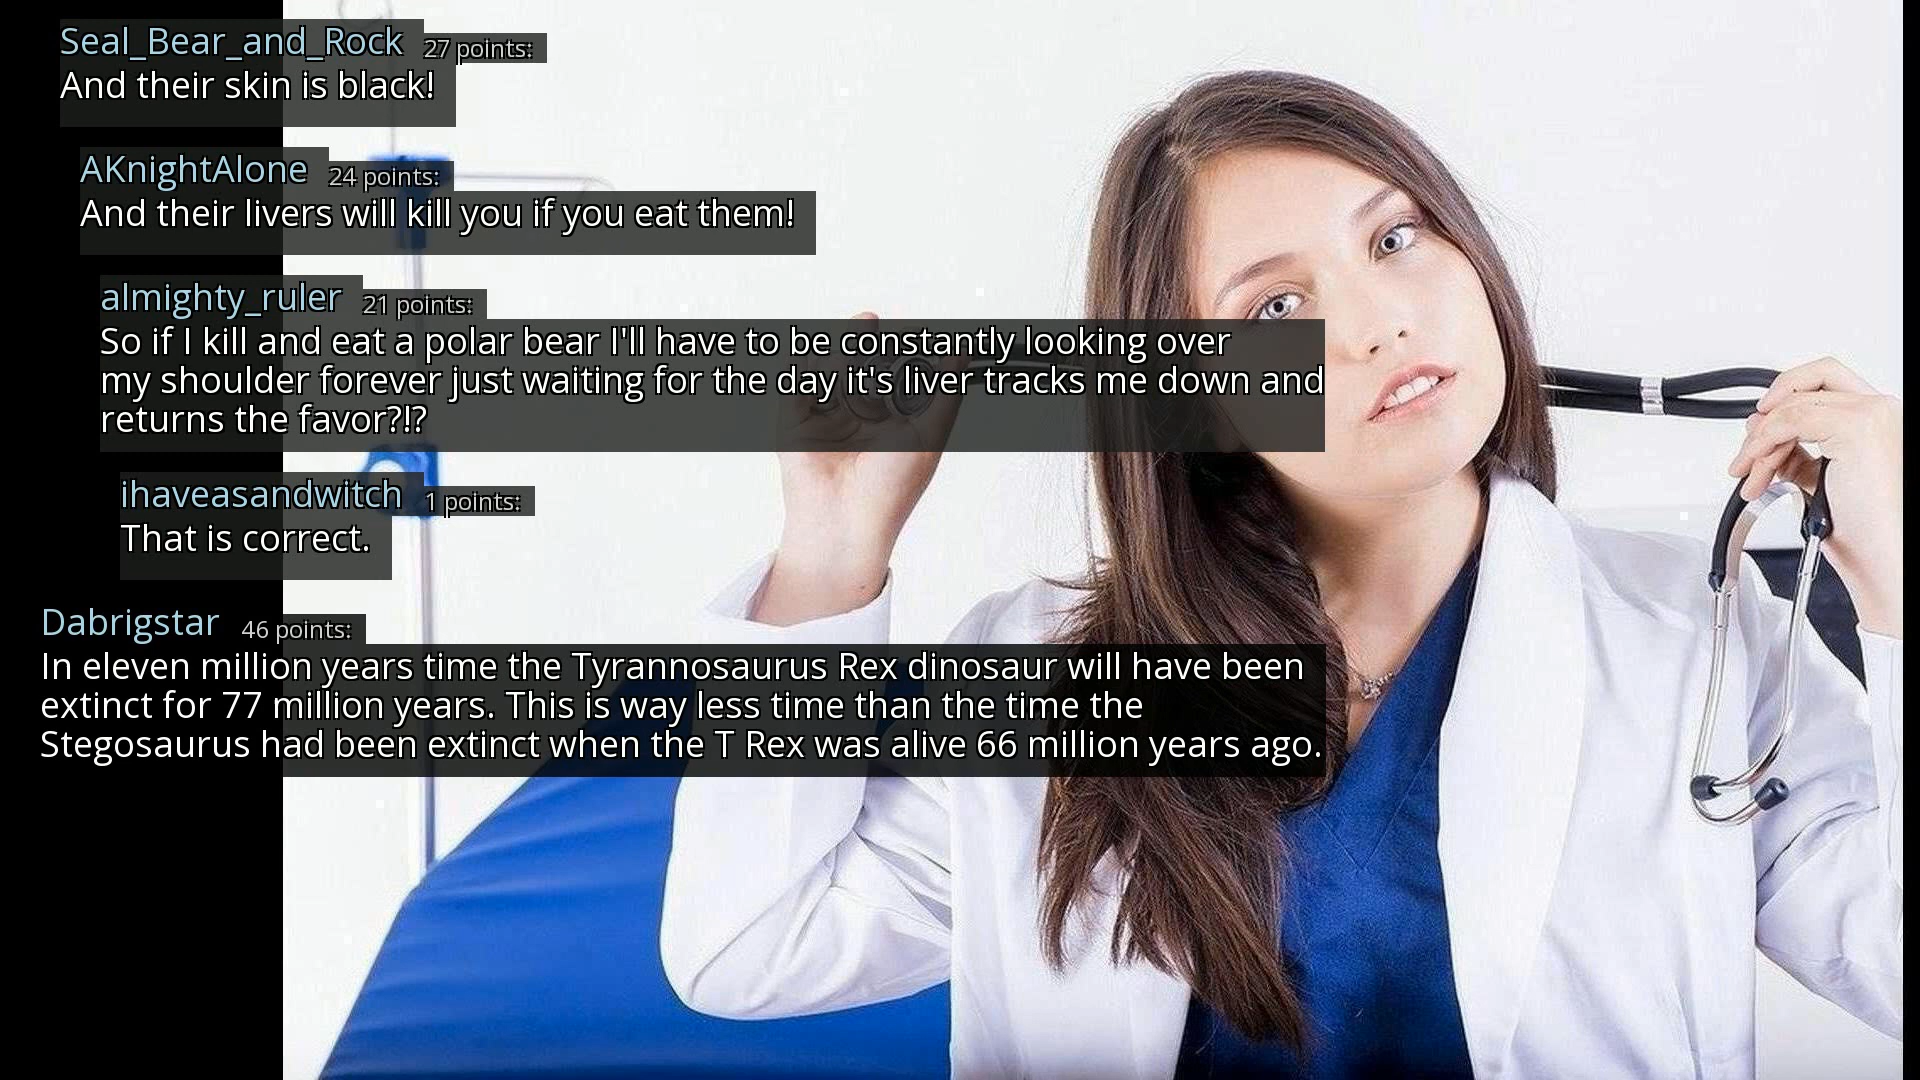 Seal_Bear_and_Rock 27 points:
And their skin is black!
AKnightAlone 24 points:
And their livers will kill you if you eat them!
almighty_ruler 21 points:
So if I kill and eat a polar bear I'll have to be constantly looking over
my shoulder forever just waiting for the day it's liver tracks me down and
returns the favor?!?
ihaveasandwitch 1 points:
That is correct.
Dabrigstar 46 points:
In eleven million years time the Tyrannosaurus Rex dinosaur will have been
extinct for 77 million years. This is way less time than the time the
Stegosaurus had been extinct when the T Rex was alive 66 million years ago.